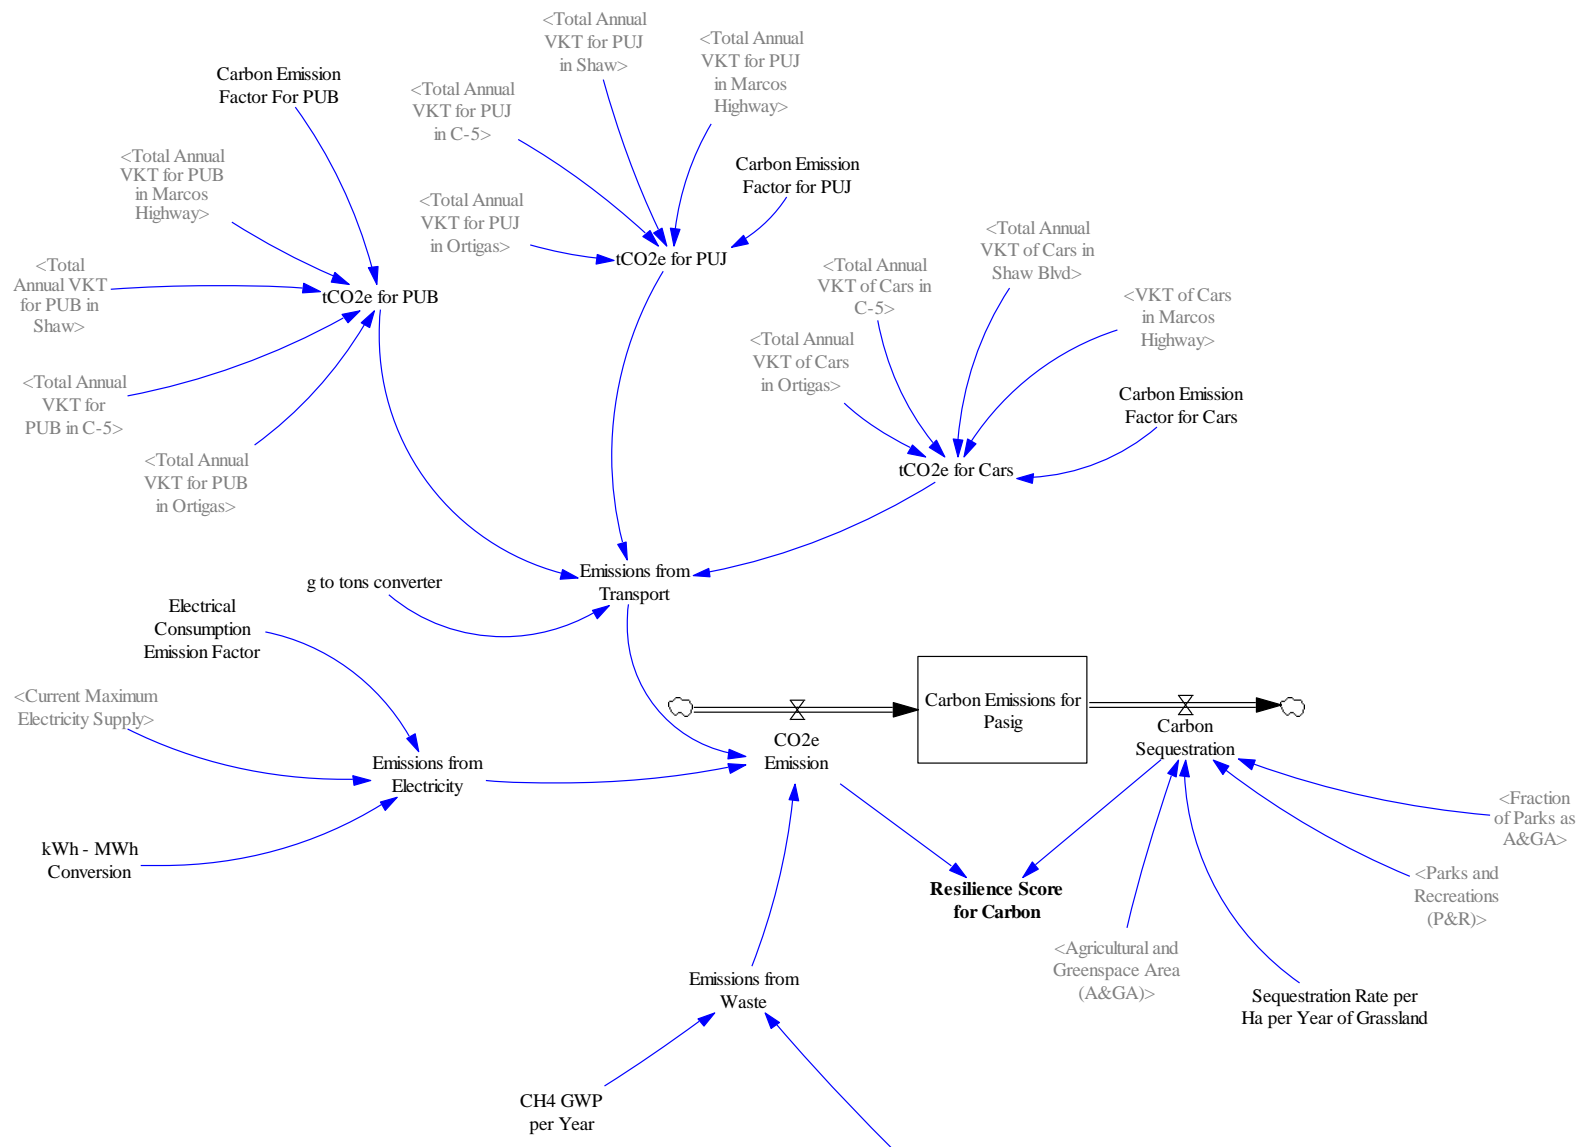 <Total Annual
VKT for PUJ
in Shaw>
<Total Annual
VKT for PUJ
in Marcos
Highway>
Carbon Emission
Factor For PUB
<Total Annual
VKT for PUJ
in C-5>
<Total Annual
VKT for PUB
in Marcos
Highway>
Carbon Emission
Factor for PUJ
<Total Annual
VKT for PUJ
in Ortigas>
tCO2e for PUJ
<Total
Annual VKT
for PUB in
Shaw>
tCO2e for PUB
<Total Annual
VKT of Cars in
C-5>
<Total Annual
VKT of Cars in
Shaw Blvd>
<VKT of Cars
in Marcos
Highway>
<Total Annual
VKT of Cars
in Ortigas>
<Total Annual
VKT for
PUB in C-5>
Carbon Emission
Factor for Cars
<Total Annual
VKT for PUB
in Ortigas>
tCO2e for Cars
g to tons converter
Emissions from
Transport
Electrical
Consumption
Emission Factor
<Current Maximum
Electricity Supply>
Carbon Emissions for
Pasig
CO2e
Emission
Carbon
Sequestration
Emissions from
Electricity
kWh - MWh
Conversion
<Fraction
of Parks as
A&GA>
<Parks and
Recreations
(P&R)>
Resilience Score
for Carbon
<Agricultural and
Greenspace Area
(A&GA)>
Sequestration Rate per
Ha per Year of Grassland
Emissions from
Waste
CH4 GWP
per Year